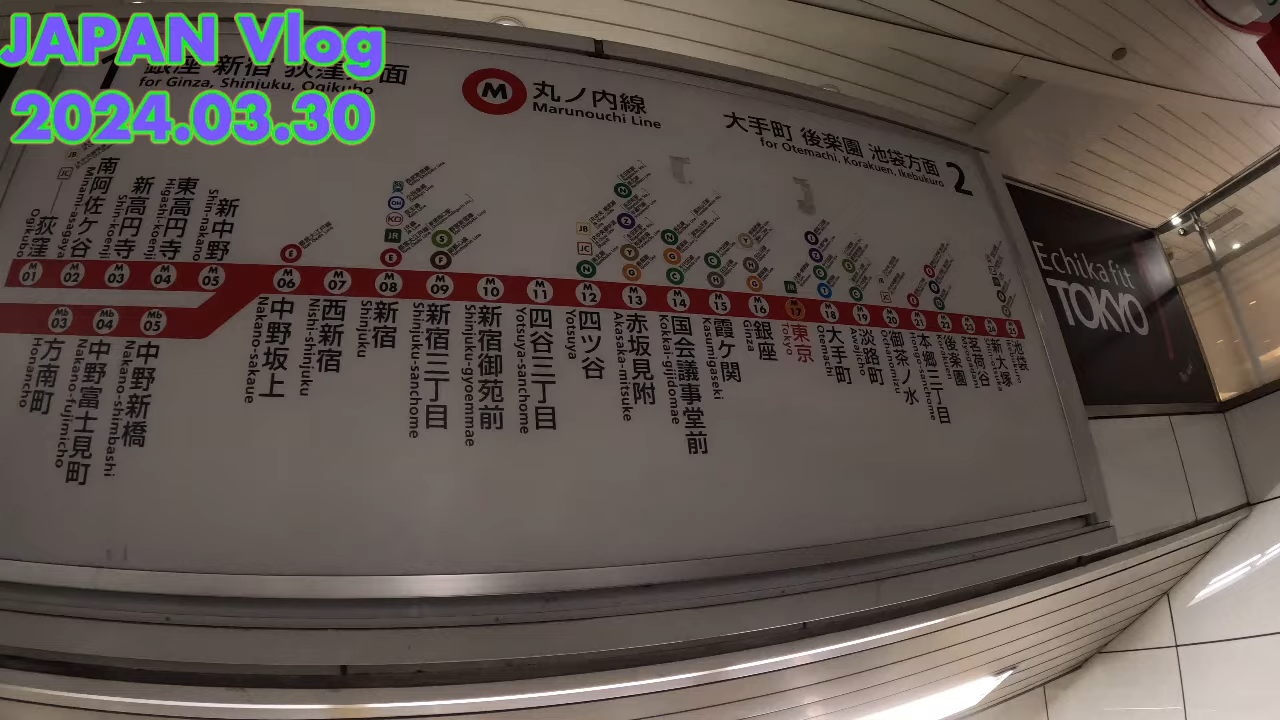 JAPAN Vlog
2024.03.30
1
銀座 新宿 荻窪方面
for Ginza, Shinjuku, Ogikubo
M
丸ノ内線
Marunouchi Line
大手町 後楽園 池袋方面
for Otemachi, Korakuen, Ikebukuro
2
M 01 荻窪 Ogikubo
M 02 南阿佐ケ谷 Minami-asagaya
M 03 新高円寺 Shin-koenji
M 04 東高円寺 Higashi-koenji
M 05 新中野 Shin-nakano
Mb 03 方南町 Honancho
Mb 04 中野富士見町 Nakano-fujimicho
Mb 05 中野新橋 Nakano-shimbashi
M 06 中野坂上 Nakano-sakaue
M 07 西新宿 Nishi-shinjuku
M 08 新宿 Shinjuku
M 09 新宿三丁目 Shinjuku-sanchome
M 10 新宿御苑前 Shinjuku-gyoemmae
M 11 四谷三丁目 Yotsuya-sanchome
M 12 四ツ谷 Yotsuya
M 13 赤坂見附 Akasaka-mitsuke
M 14 国会議事堂前 Kokkai-gijidomae
M 15 霞ケ関 Kasumigaseki
M 16 銀座 Ginza
M 17 東京 Tokyo
M 18 大手町 Otemachi
M 19 淡路町 Awajicho
M 20 御茶ノ水 Ochanomizu
M 21 本郷三丁目 Hongo-sanchome
M 22 後楽園
M 23 茗荷谷
M 24 新大塚
M 25 池袋
Echika fit
TOKYO